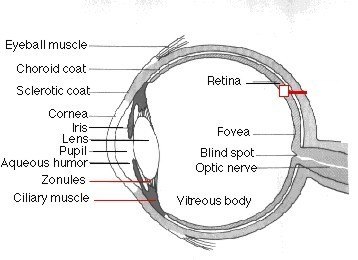 Eyeball muscle
Choroid coat
Sclerotic coat
Cornea
Iris
Lens
Pupil
Aqueous humor
Zonules
Ciliary muscle
Retina
Fovea
Blind spot
Optic nerve
Vitreous body